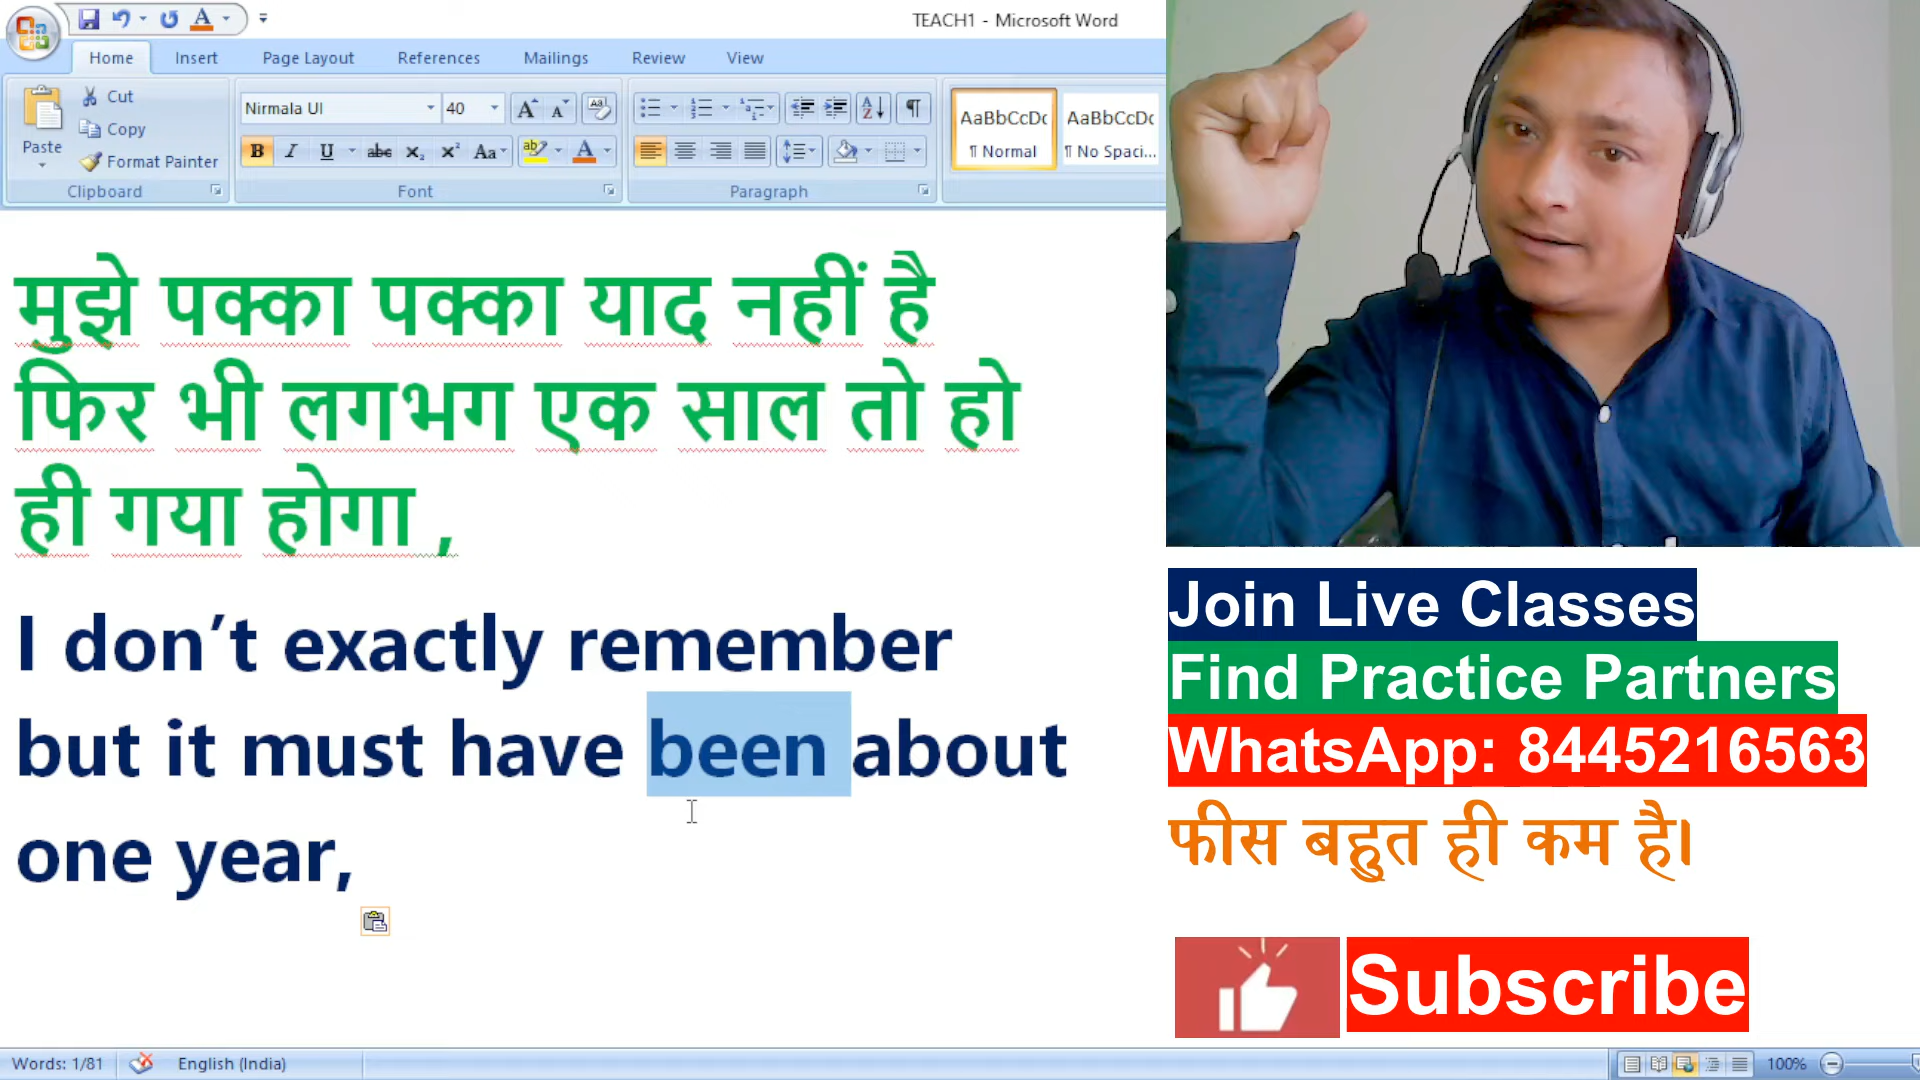 TEACH1 - Microsoft Word
Home Insert Page Layout References Mailings Review View
Paste
Cut
Copy
Format Painter
Clipboard
Nirmala UI 40
Font
Paragraph
AaBbCcDc AaBbCcDc
¶ Normal ¶ No Spaci...
मुझे पक्का पक्का याद नहीं है
फिर भी लगभग एक साल तो हो
ही गया होगा ,
I don’t exactly remember
but it must have been about
one year,
Join Live Classes
Find Practice Partners
WhatsApp: 8445216563
फीस बहुत ही कम है।
Subscribe
Words: 1/81 English (India) 100%